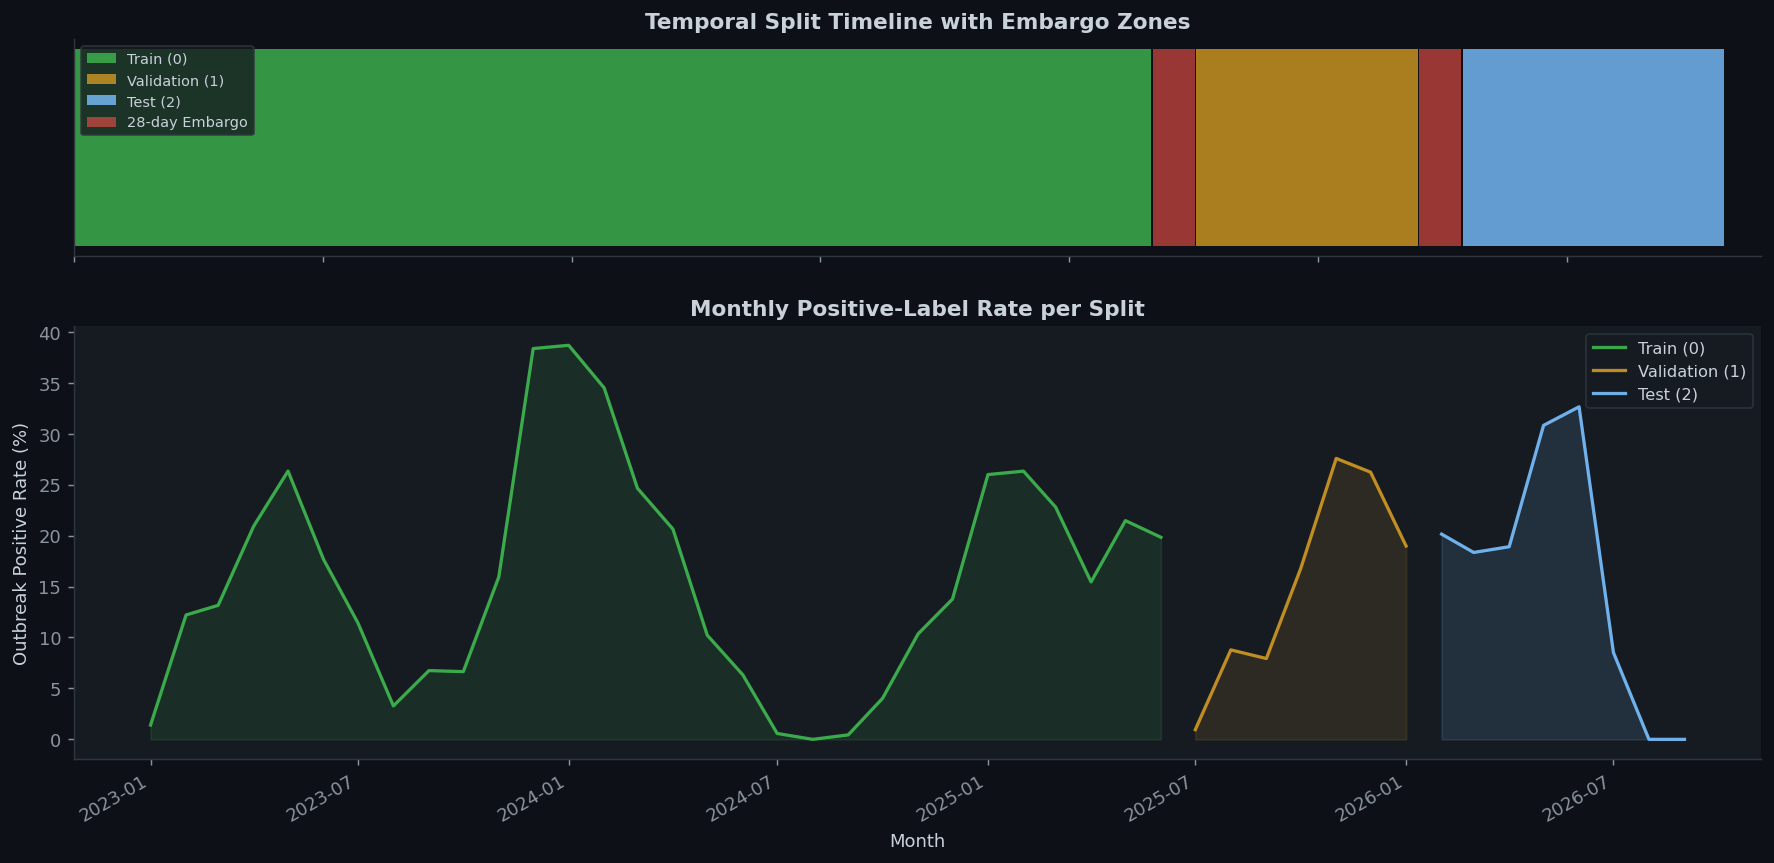 Temporal Split Timeline with Embargo Zones
Train (0)
Validation (1)
Test (2)
28-day Embargo
Monthly Positive-Label Rate per Split
Outbreak Positive Rate (%)
40
35
30
25
20
15
10
5
0
Train (0)
Validation (1)
Test (2)
2023-01
2023-07
2024-01
2024-07
2025-01
2025-07
2026-01
2026-07
Month